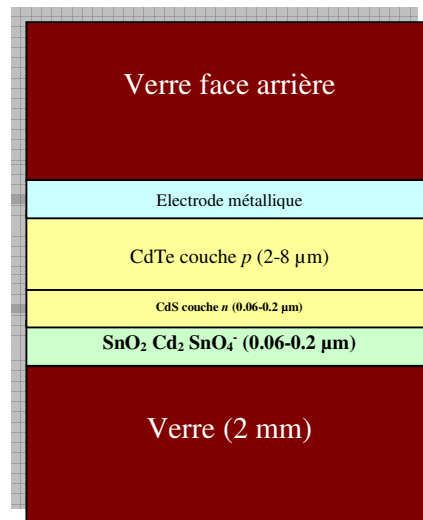 Verre face arrière
Electrode métallique
CdTe couche p (2-8 µm)
CdS couche n (0.06-0.2 µm)
SnO₂ Cd₂ SnO₄⁻ (0.06-0.2 µm)
Verre (2 mm)